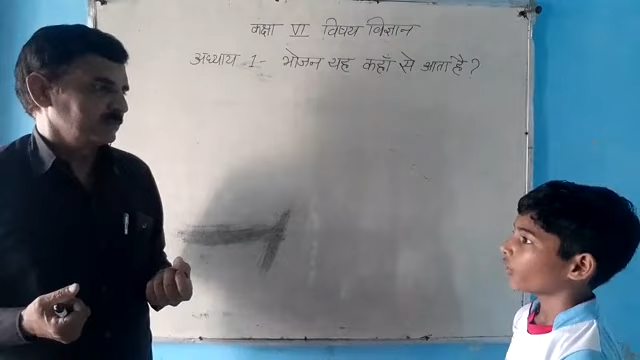 कक्षा VI विषय विज्ञान
अध्याय 1- भोजन यह कहाँ से आता है?